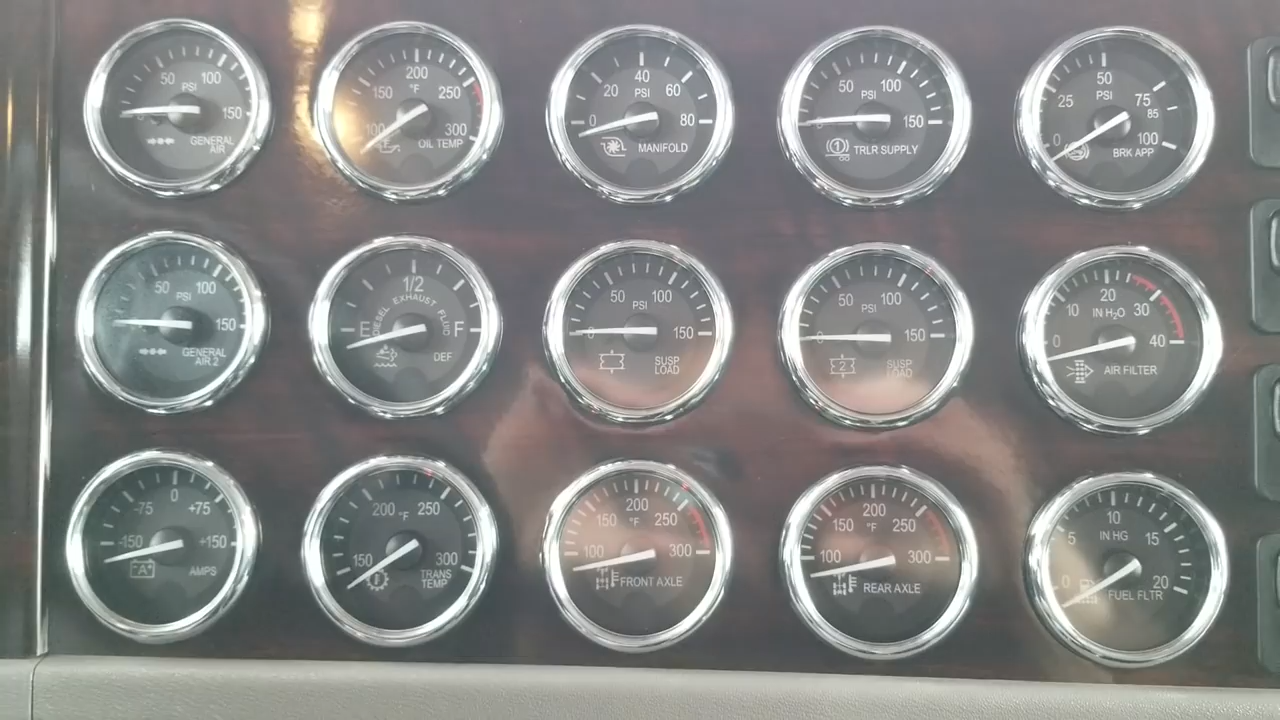 50 100
PSI
0 150
GENERAL
AIR
200
150 °F 250
100 300
OIL TEMP
40
20 PSI 60
0 80
MANIFOLD
50 PSI 100
0 150
1 TRLR SUPPLY
50
25 PSI 75
85
0 100
BRK APP
50 100
PSI
150
GENERAL
AIR 2
1/2
DIESEL EXHAUST FLUID
E F
DEF
50 PSI 100
0 150
SUSP
LOAD
50 PSI 100
0 150
2 SUSP
LOAD
20
10 IN H₂O 30
0 40
AIR FILTER
0
-75 +75
-150 +150
A AMPS
200 °F 250
150 300
TRANS
TEMP
200
150 °F 250
100 300
FRONT AXLE
200
150 °F 250
100 300
REAR AXLE
10
5 IN HG 15
0 20
FUEL FLTR